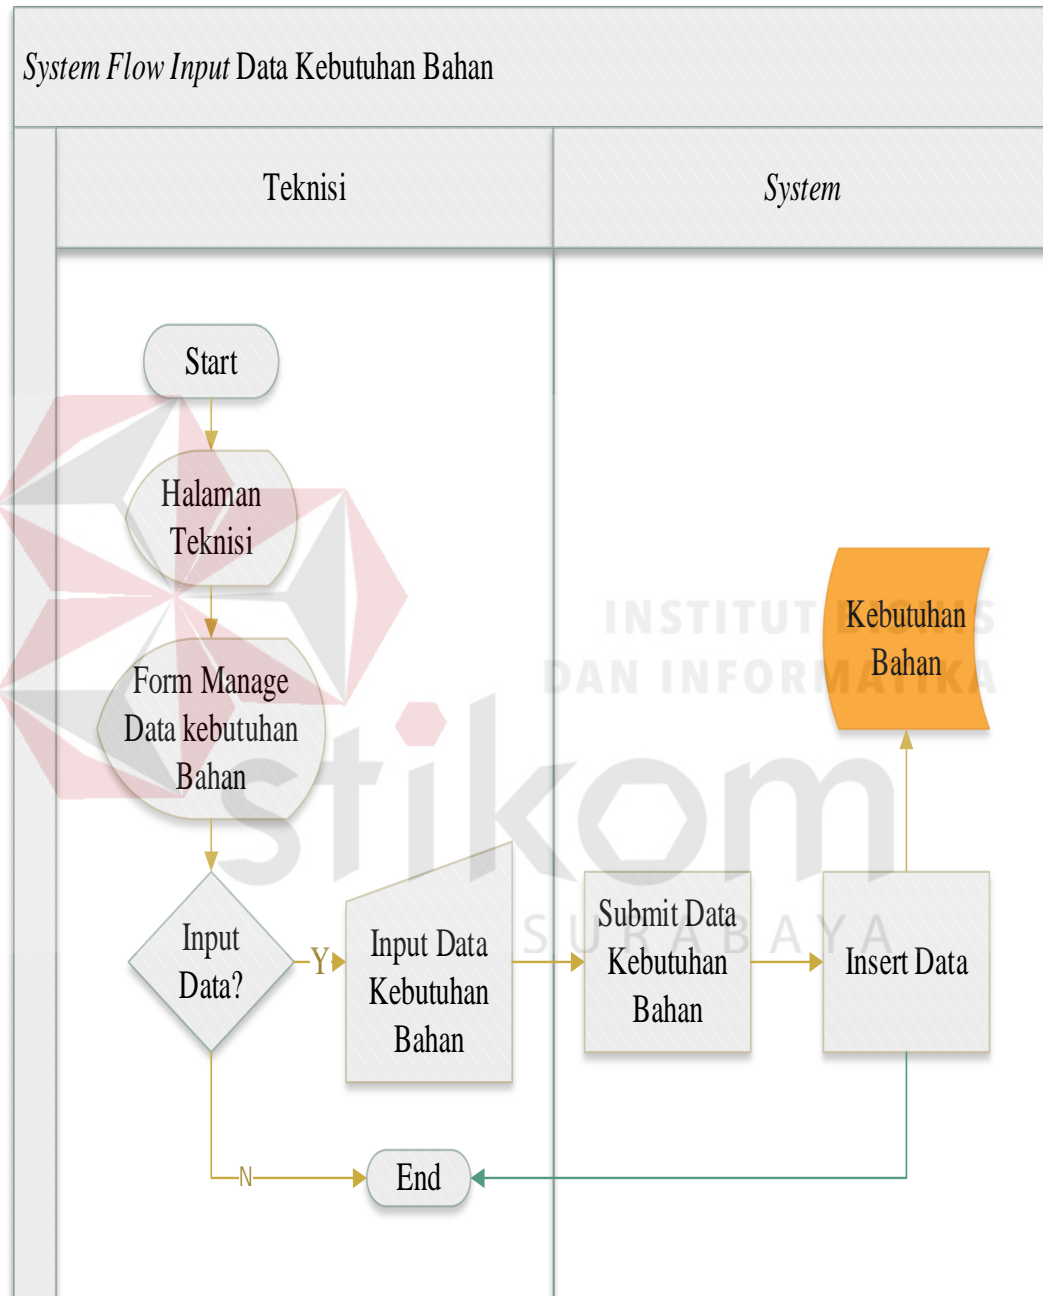 System Flow Input Data Kebutuhan Bahan
Teknisi
System
Start
Halaman
Teknisi
Form Manage
Data kebutuhan
Bahan
Input
Data?
Y
N
Input Data
Kebutuhan
Bahan
Submit Data
Kebutuhan
Bahan
Insert Data
Kebutuhan
Bahan
End
INSTITUT BISNIS
DAN INFORMATIKA
stikom
SURABAYA